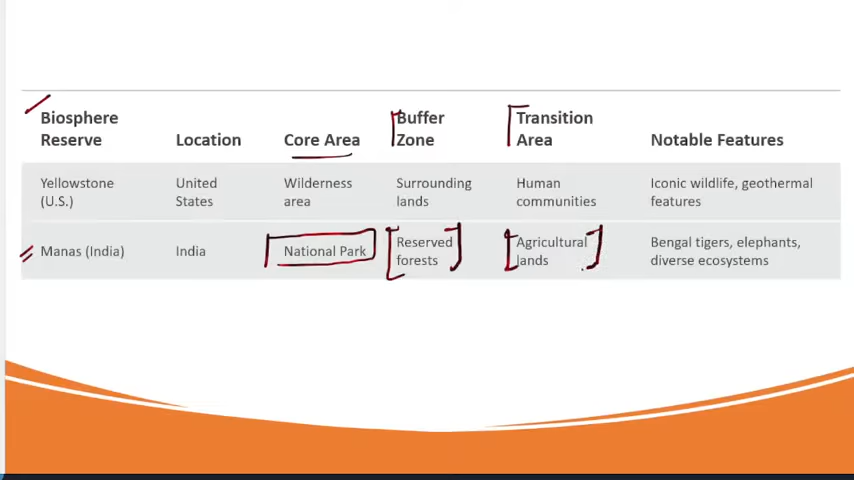 Biosphere Reserve Location Core Area Buffer Zone Transition Area Notable Features
Yellowstone (U.S.) United States Wilderness area Surrounding lands Human communities Iconic wildlife, geothermal features
Manas (India) India National Park Reserved forests Agricultural lands Bengal tigers, elephants, diverse ecosystems